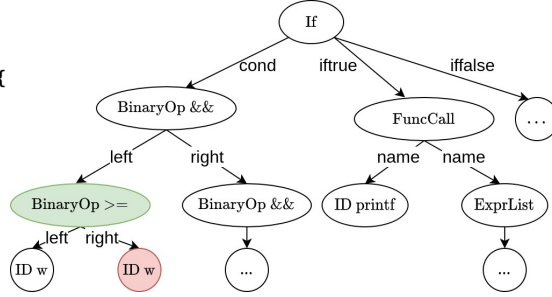 If
cond iftrue iffalse
{
BinaryOp && FuncCall ...
left right name name
BinaryOp >= BinaryOp && ID printf ExprList
left right
ID w ID w ... ...